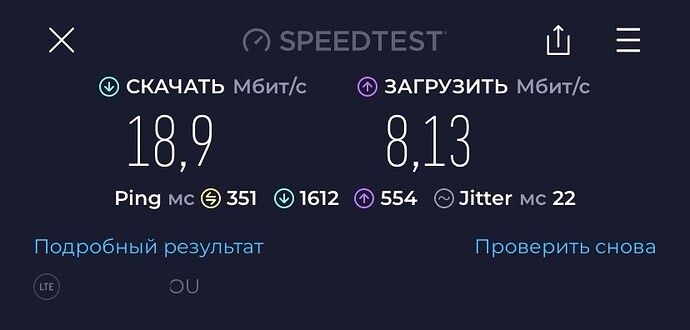 SPEEDTEST
СКАЧАТЬ Мбит/с ЗАГРУЗИТЬ Мбит/с
18,9 8,13
Ping мс 351 1612 554 Jitter мс 22
Подробный результат Проверить снова
LTE OU